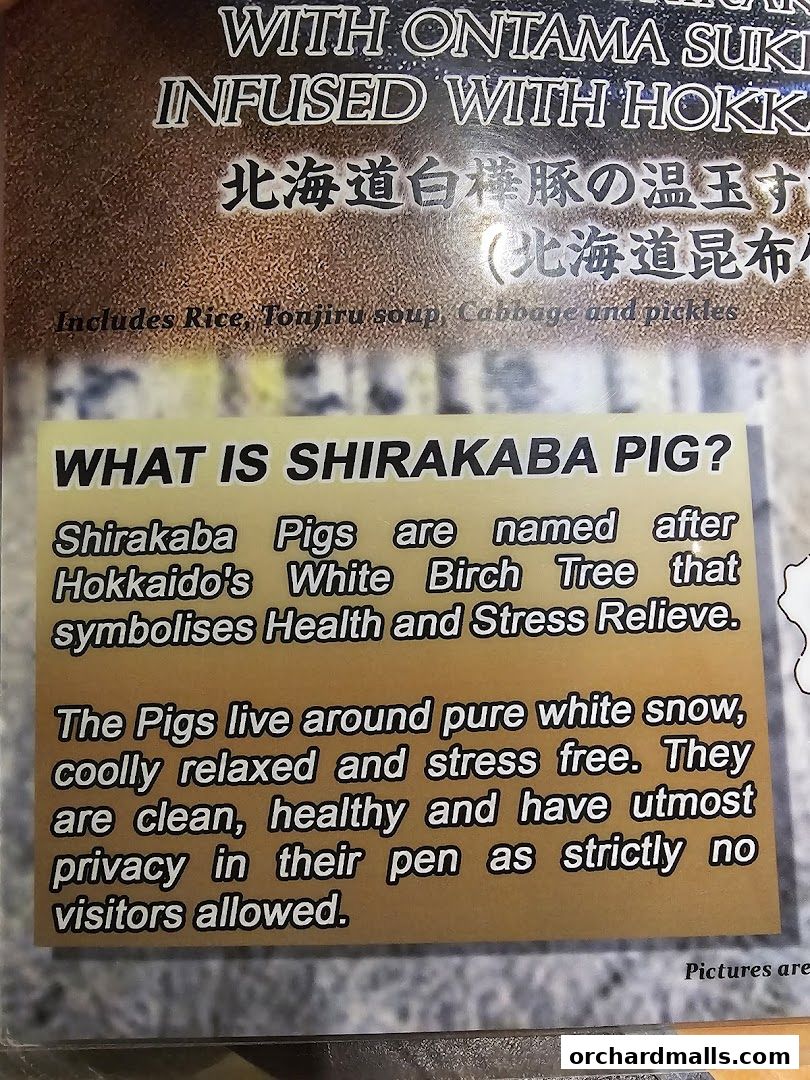 WITH ONTAMA
INFUSED WITH
北海道白樺豚の温玉
(北海道昆布
Includes Rice, Tonjiru soup, Cabbage and pickles
WHAT IS SHIRAKABA PIG?
Shirakaba Pigs are named after
Hokkaido's White Birch Tree that
symbolises Health and Stress Relieve.
The Pigs live around pure white snow,
coolly relaxed and stress free. They
are clean, healthy and have utmost
privacy in their pen as strictly no
visitors allowed.
Pictures are
orchardmalls.com